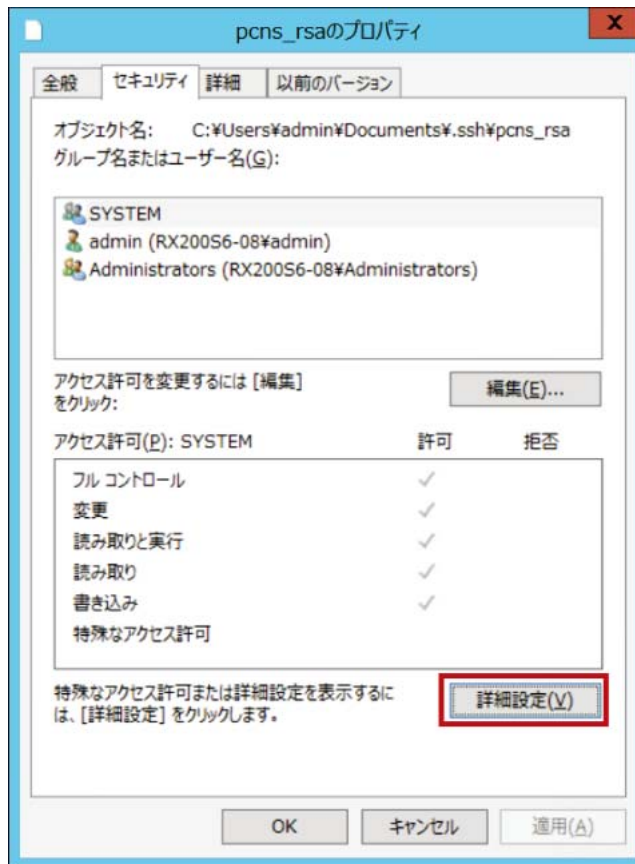 pcns_rsaのプロパティ
x
全般 セキュリティ 詳細 以前のバージョン
オブジェクト名: C:¥Users¥admin¥Documents¥.ssh¥pcns_rsa
グループ名またはユーザー名(G):
SYSTEM
admin (RX200S6-08¥admin)
Administrators (RX200S6-08¥Administrators)
アクセス許可を変更するには [編集]
をクリック:
編集(E)...
アクセス許可(P): SYSTEM 許可 拒否
フル コントロール
変更
読み取りと実行
読み取り
書き込み
特殊なアクセス許可
特殊なアクセス許可または詳細設定を表示するに
は、[詳細設定] をクリックします。
詳細設定(V)
OK キャンセル 適用(A)